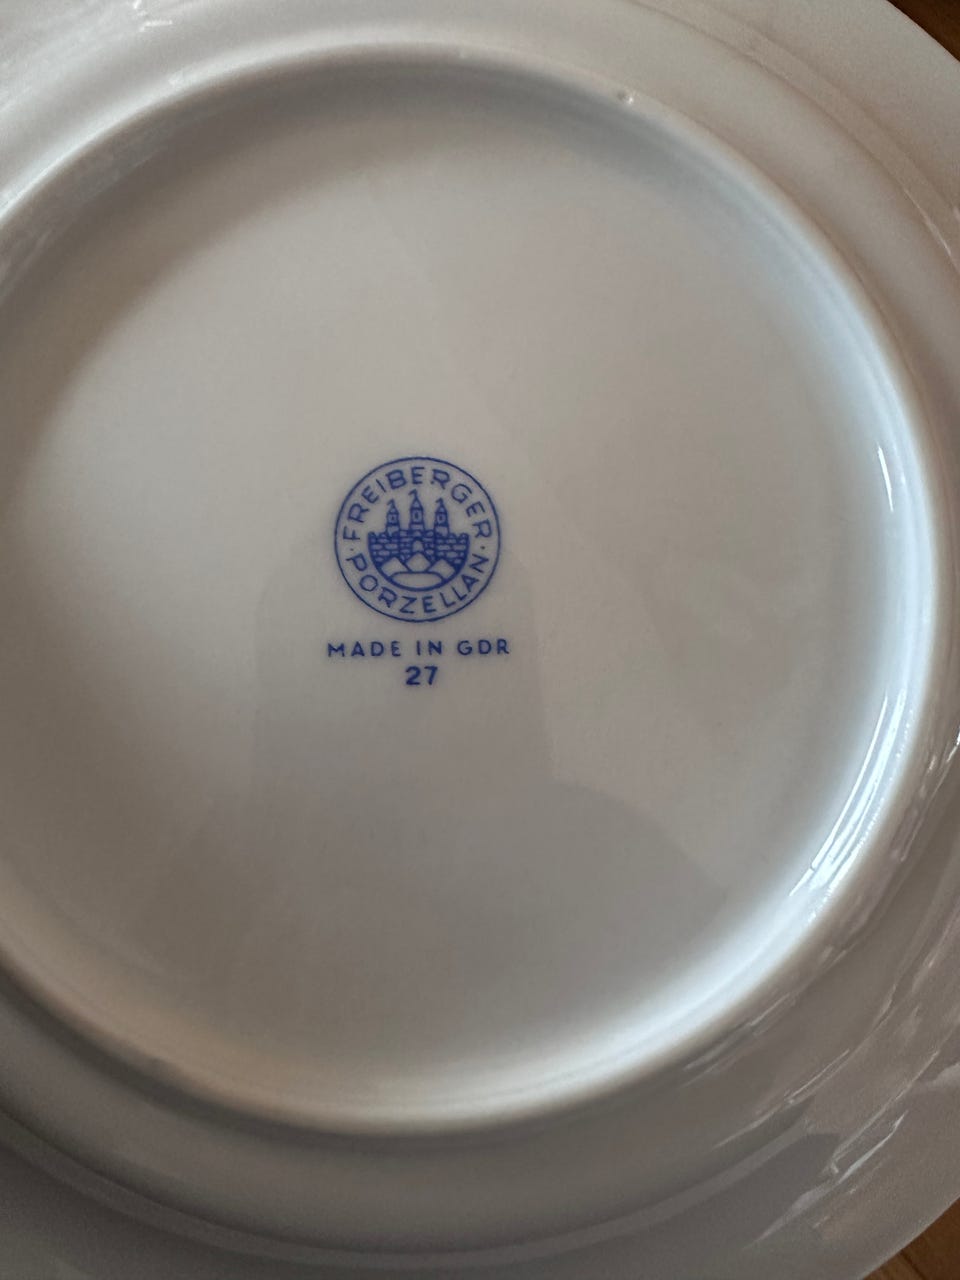 FREIBERGER
PORZELLAN
MADE IN GDR
27